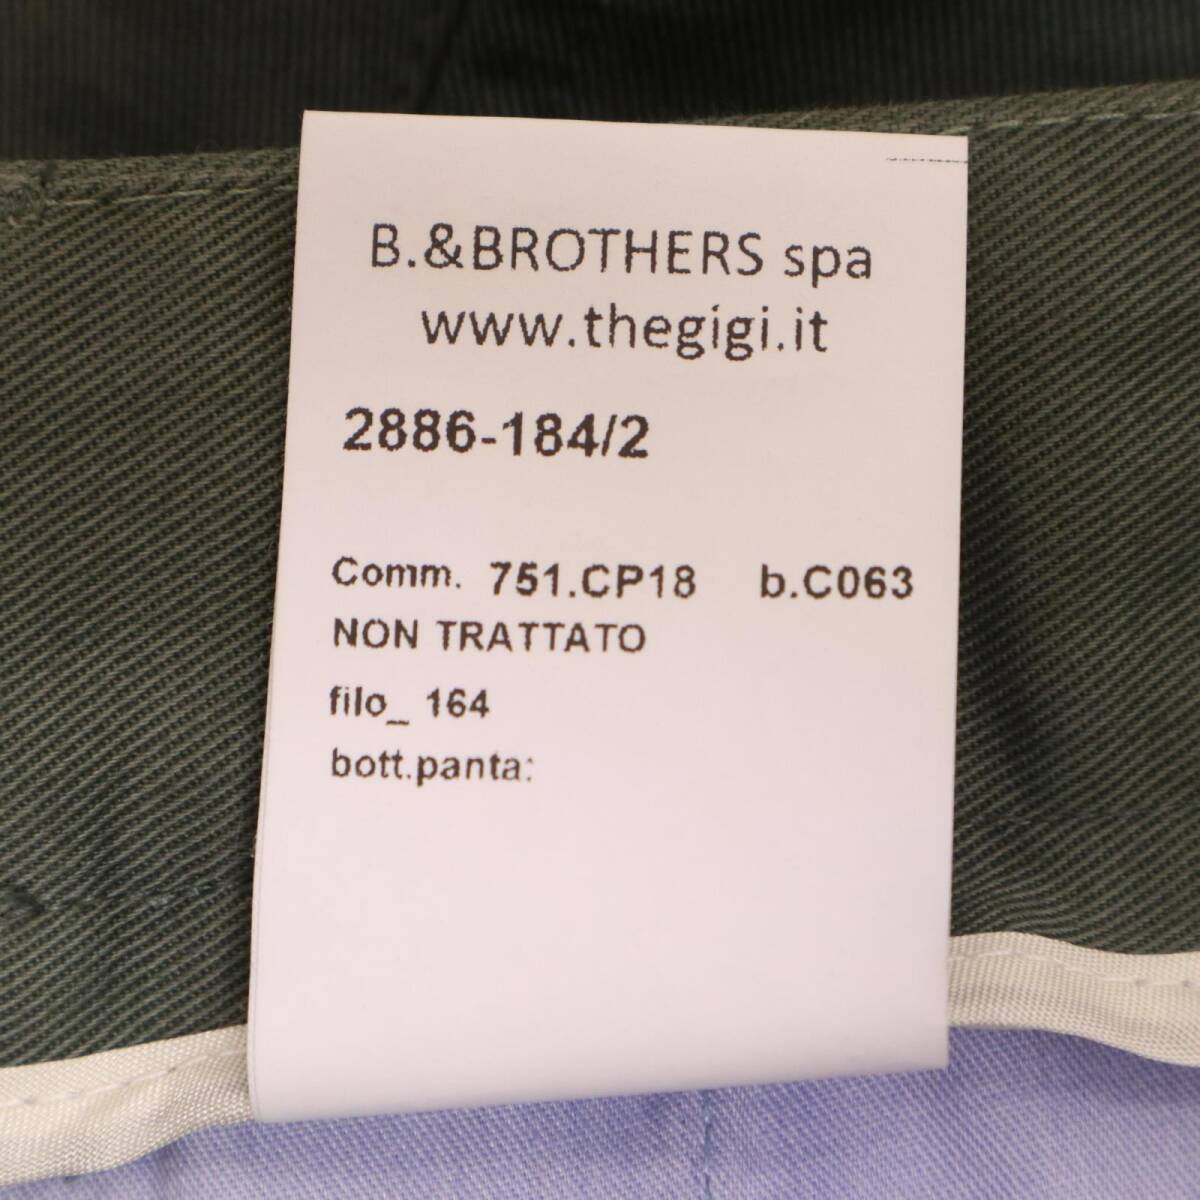 B.&BROTHERS spa
www.thegigi.it
2886-184/2
Comm. 751.CP18 b.C063
NON TRATTATO
filo_ 164
bott.panta: